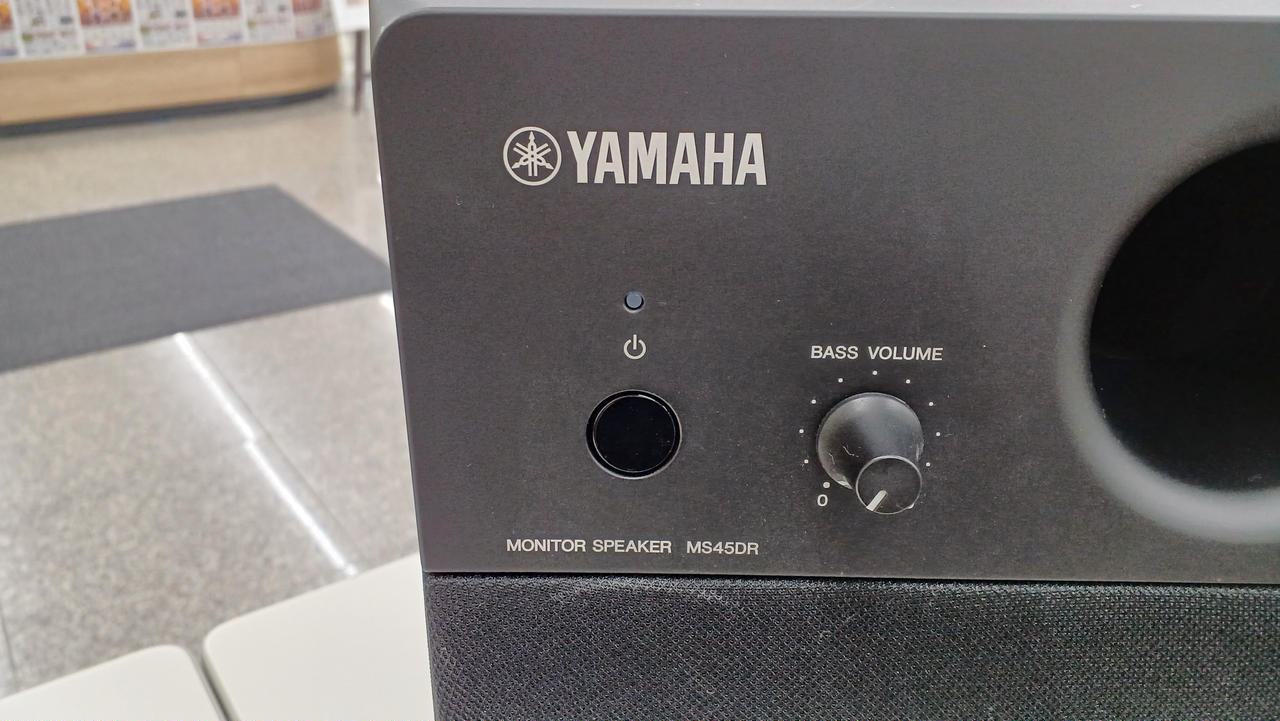 YAMAHA
BASS VOLUME
0
MONITOR SPEAKER MS45DR